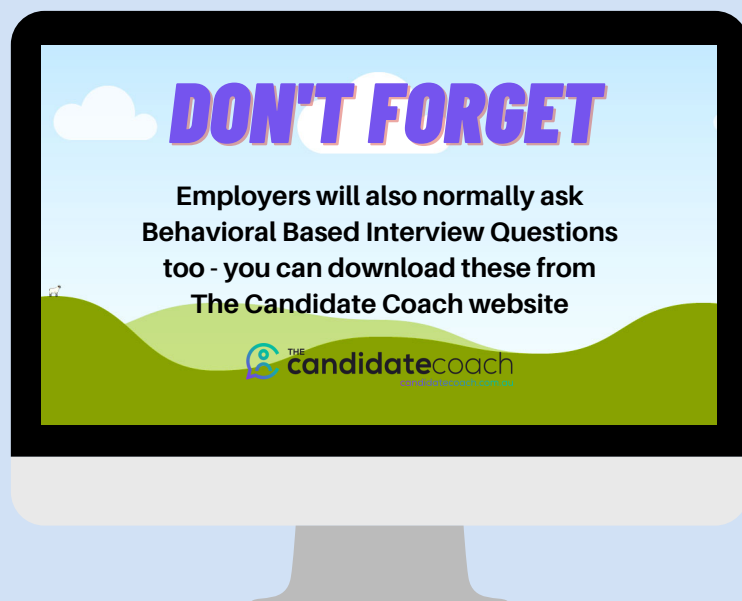 DON'T FORGET
Employers will also normally ask
Behavioral Based Interview Questions
too - you can download these from
The Candidate Coach website
THE
candidatecoach